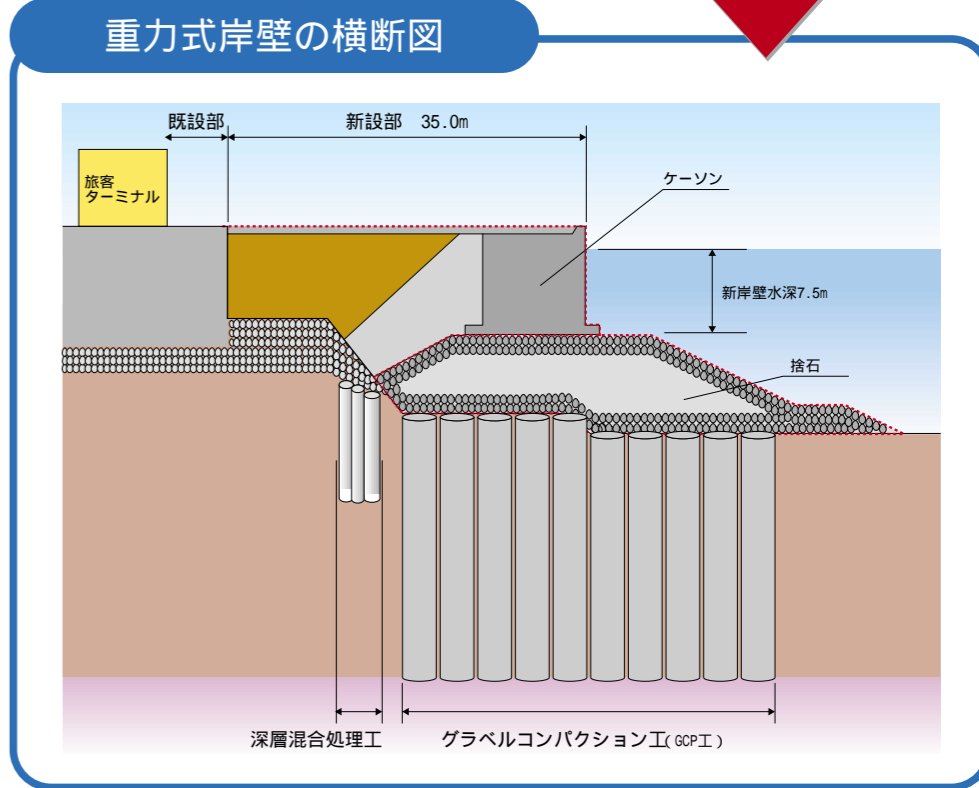 重力式岸壁の横断図
既設部
新設部 35.0m
旅客
ターミナル
ケーソン
新岸壁水深7.5m
捨石
深層混合処理工
グラベルコンパクション工(GCP工)